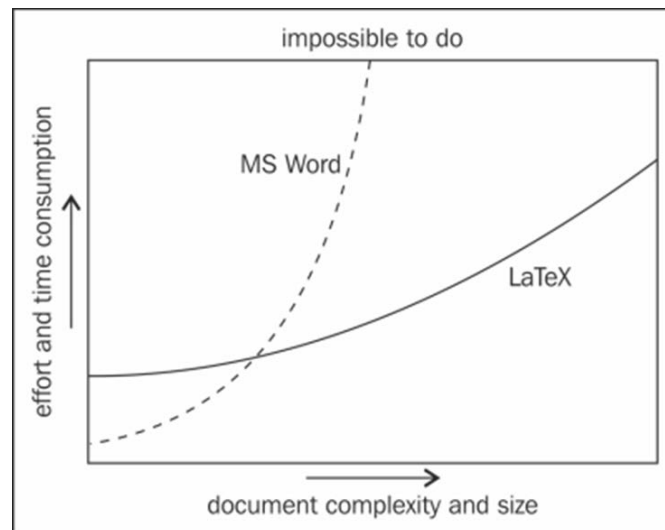 impossible to do
MS Word
LaTeX
effort and time consumption
document complexity and size